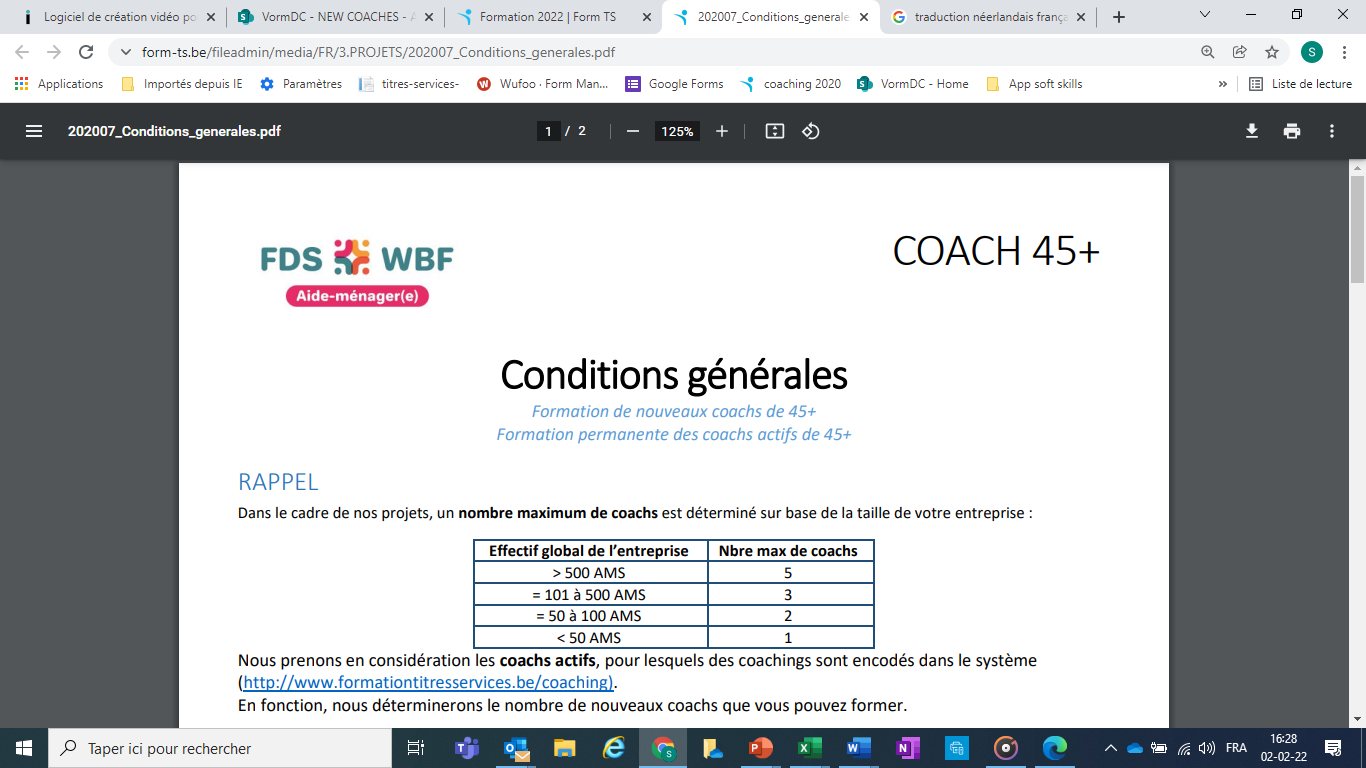 Logiciel de création vidéo po
VormDC - NEW COACHES - A
Formation 2022 | Form TS
202007_Conditions_generale
traduction néerlandais frança
form-ts.be/fileadmin/media/FR/3.PROJETS/202007_Conditions_generales.pdf
S
Applications
Importés depuis IE
Paramètres
titres-services-
Wufoo · Form Man...
Google Forms
coaching 2020
VormDC - Home
App soft skills
»
Liste de lecture
202007_Conditions_generales.pdf
1 / 2
125%
FDS WBF
Aide-ménager(e)
COACH 45+
Conditions générales
Formation de nouveaux coachs de 45+
Formation permanente des coachs actifs de 45+
RAPPEL
Dans le cadre de nos projets, un nombre maximum de coachs est déterminé sur base de la taille de votre entreprise :
Effectif global de l'entreprise Nbre max de coachs
> 500 AMS 5
= 101 à 500 AMS 3
= 50 à 100 AMS 2
< 50 AMS 1
Nous prenons en considération les coachs actifs, pour lesquels des coachings sont encodés dans le système
(http://www.formationtitresservices.be/coaching).
En fonction, nous déterminerons le nombre de nouveaux coachs que vous pouvez former.
Taper ici pour rechercher
FRA
16:28
02-02-22